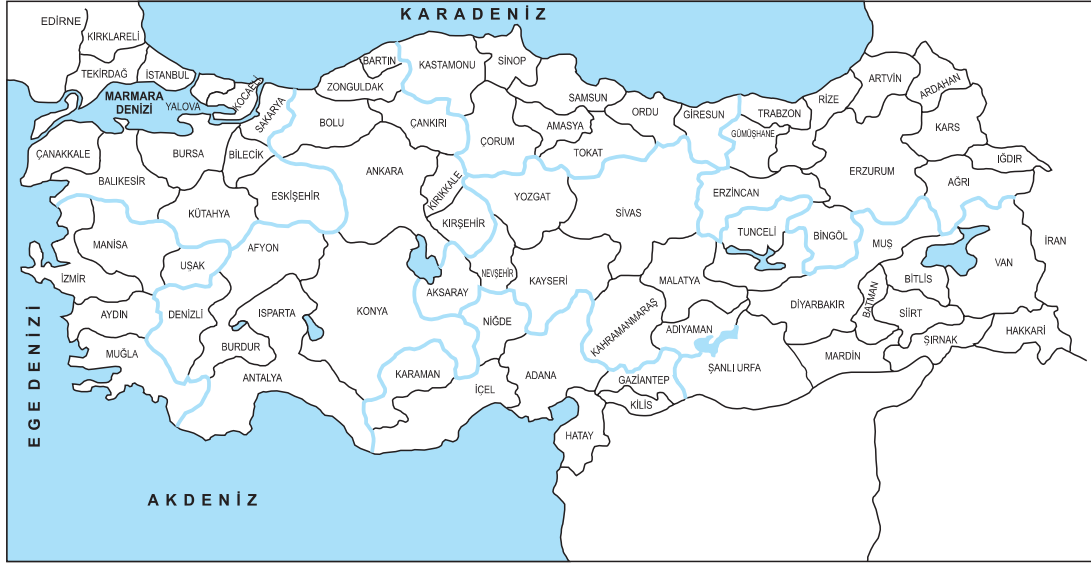 KARADENİZ
EDİRNE
KIRKLARELİ
TEKİRDAĞ
İSTANBUL
MARMARA
DENİZİ
YALOVA
KOCAELİ
SAKARYA
BARTIN
ZONGULDAK
KASTAMONU
SİNOP
SAMSUN
ORDU
GİRESUN
TRABZON
RİZE
ARTVİN
ARDAHAN
BOLU
ÇANKIRI
ÇORUM
AMASYA
TOKAT
GÜMÜŞHANE
KARS
IĞDIR
ÇANAKKALE
BURSA
BİLECİK
BALIKESİR
ESKİŞEHİR
ANKARA
KIRIKKALE
YOZGAT
SİVAS
ERZİNCAN
ERZURUM
AĞRI
KÜTAHYA
KIRŞEHİR
TUNCELİ
BİNGÖL
MUŞ
İRAN
MANİSA
UŞAK
AFYON
NEVŞEHİR
KAYSERİ
MALATYA
BİTLİS
VAN
İZMİR
AYDIN
DENİZLİ
ISPARTA
KONYA
AKSARAY
NİĞDE
KAHRAMANMARAŞ
ADIYAMAN
DİYARBAKIR
BATMAN
SİİRT
HAKKARİ
MUĞLA
BURDUR
ANTALYA
KARAMAN
İÇEL
ADANA
GAZİANTEP
KİLİS
ŞANLI URFA
MARDİN
ŞIRNAK
HATAY
EGE DENİZİ
AKDENİZ